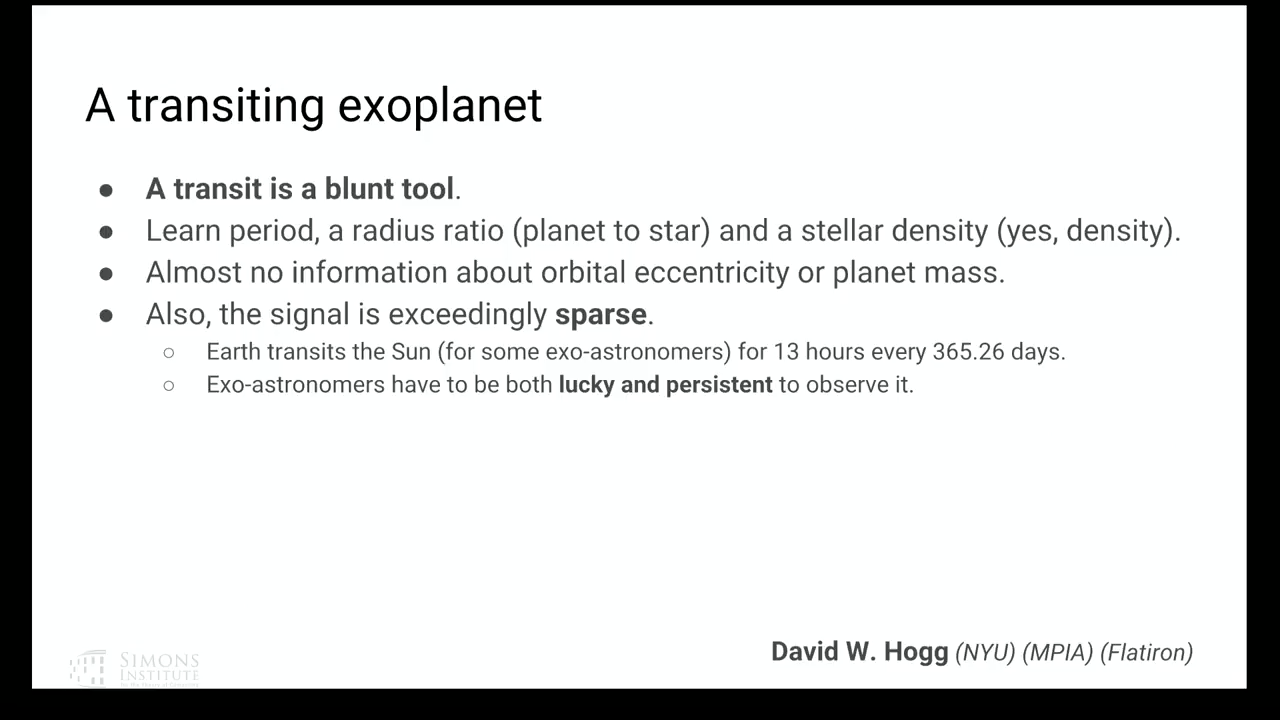 A transiting exoplanet
● A transit is a blunt tool.
● Learn period, a radius ratio (planet to star) and a stellar density (yes, density).
● Almost no information about orbital eccentricity or planet mass.
● Also, the signal is exceedingly sparse.
○ Earth transits the Sun (for some exo-astronomers) for 13 hours every 365.26 days.
○ Exo-astronomers have to be both lucky and persistent to observe it.
David W. Hogg (NYU) (MPIA) (Flatiron)
SIMONS
INSTITUTE